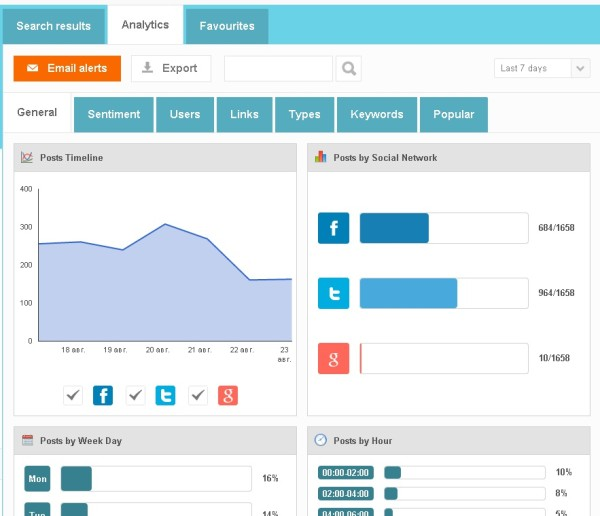 Search results
Analytics
Favourites
Email alerts
Export
Last 7 days
General
Sentiment
Users
Links
Types
Keywords
Popular
Posts Timeline
400
300
200
100
0
18 авг.
19 авг.
20 авг.
21 авг.
22 авг.
23
авг.
Posts by Social Network
684/1658
964/1658
10/1658
Posts by Week Day
Mon
16%
Tue
14%
Posts by Hour
00:00-02:00
10%
02:00-04:00
8%
04:00-06:00
5%